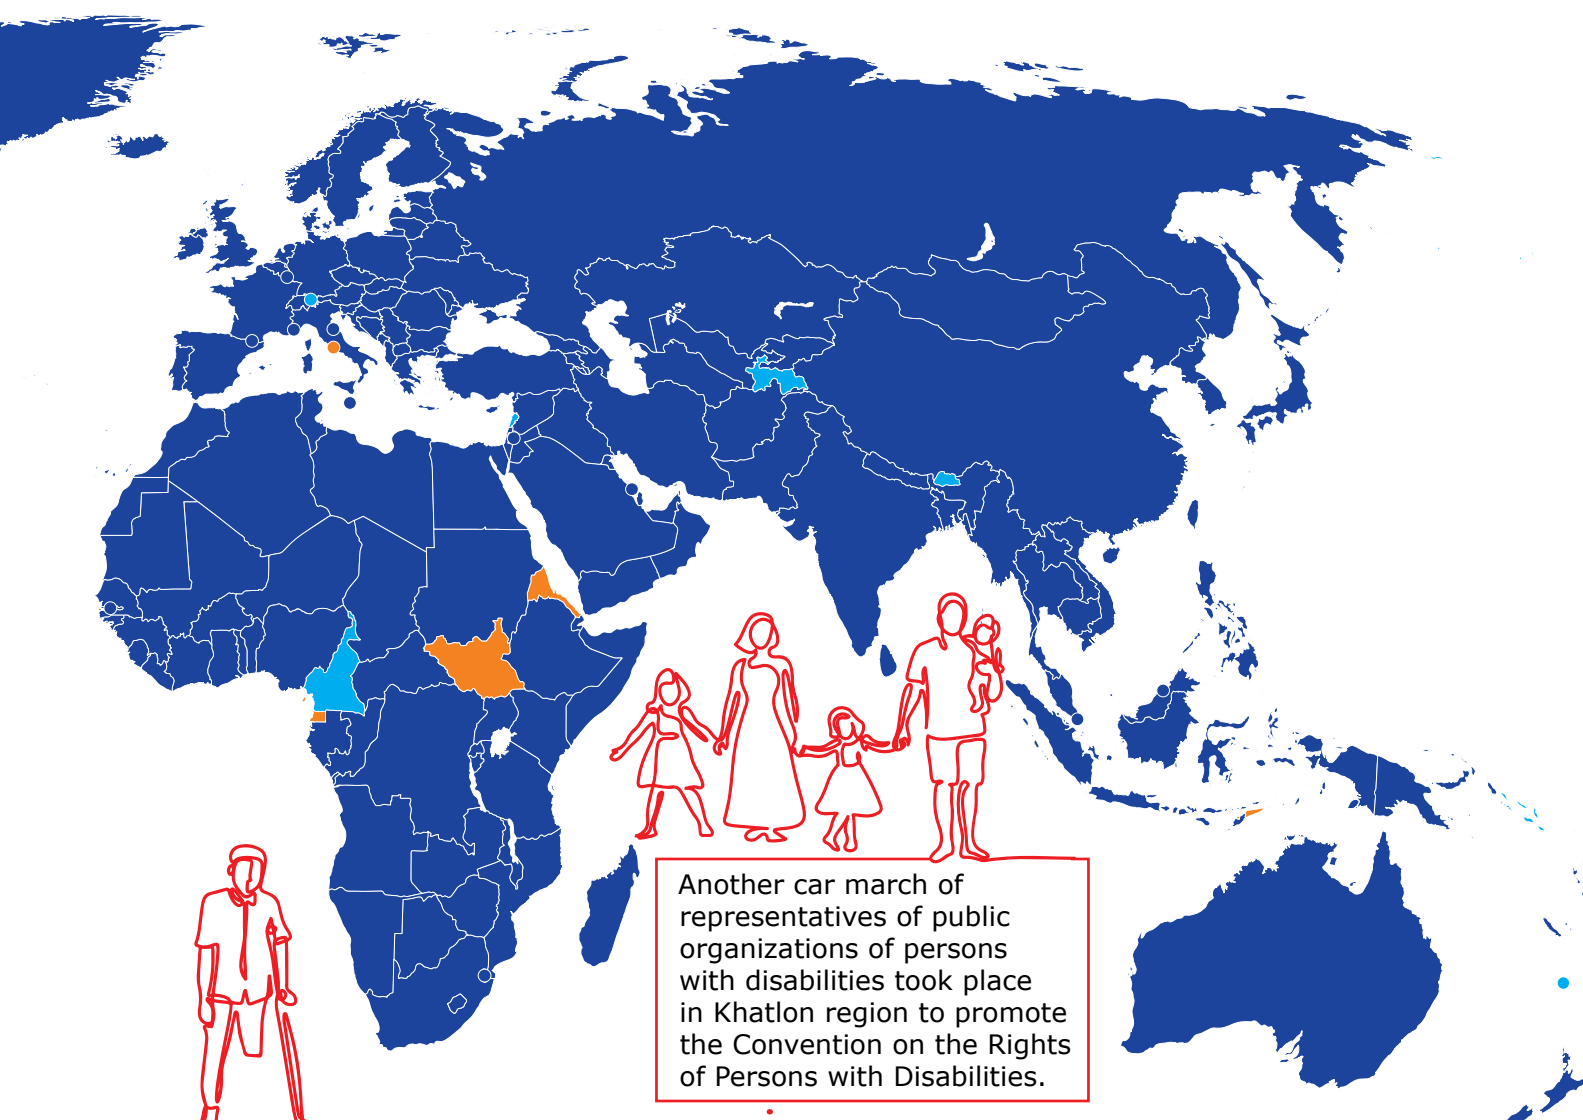 Another car march of
representatives of public
organizations of persons
with disabilities took place
in Khatlon region to promote
the Convention on the Rights
of Persons with Disabilities.